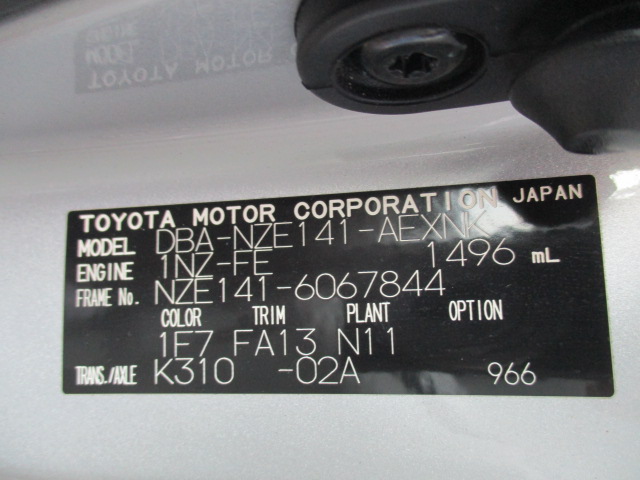 TOYOTA MOTOR CORPORATION JAPAN
MODEL DBA-NZE141-AEXNK
ENGINE 1NZ-FE 1496 mL
FRAME No. NZE141-6067844
COLOR TRIM PLANT OPTION
1F7 FA13 N11
TRANS./AXLE K310 -02A 966